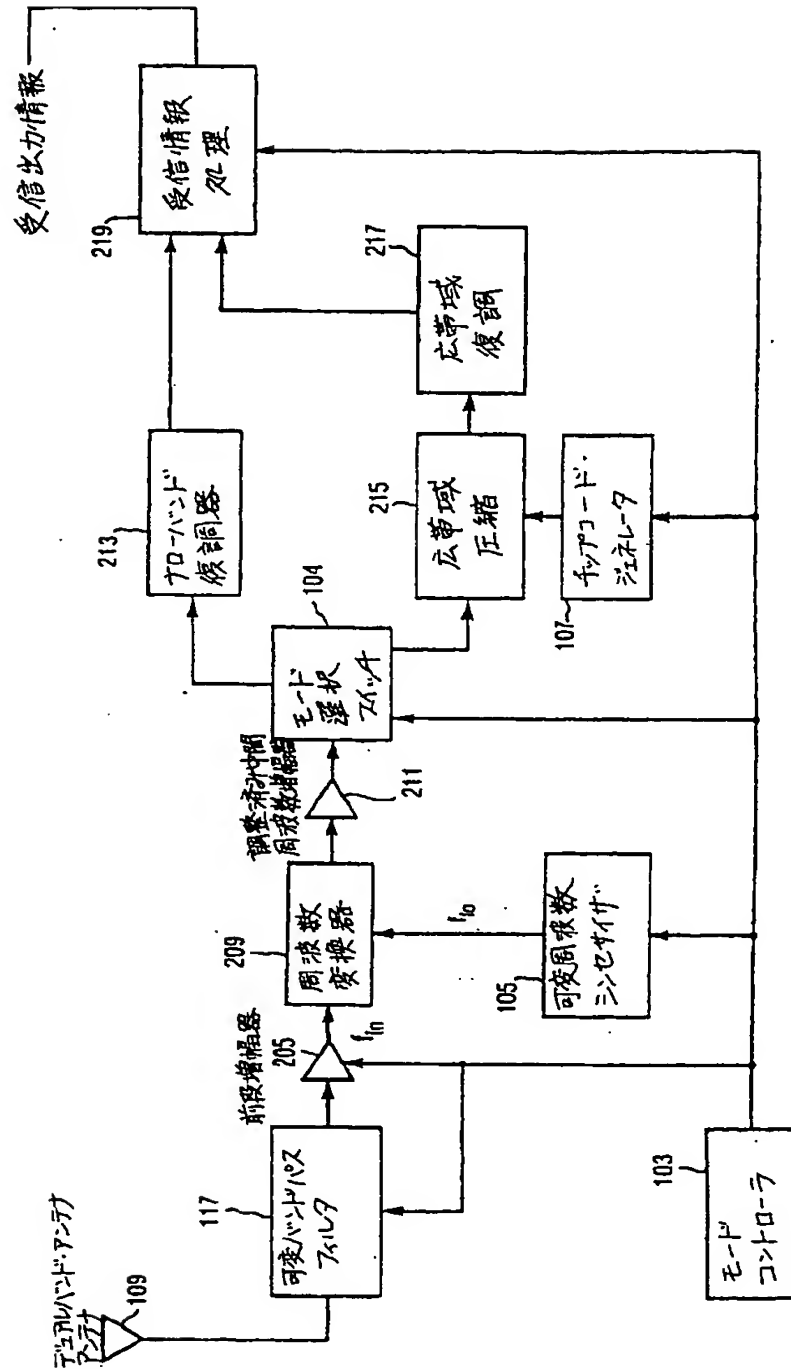 デュアルバンド・アンテナ
アンテナ
109
117
可変バンドパス
フィルタ
前段増幅器
205
fin
209
周波数
変換器
flo
105
可変周波数
シンセサイザ
調整済み中間
周波数増幅器
211
104
モード
選択
スイッチ
213
ナローバンド
復調器
215
広帯域
圧縮
107
チップコード・
ジェネレータ
217
広帯域
復調
219
受信情報
処理
受信出力情報
103
モード
コントローラ